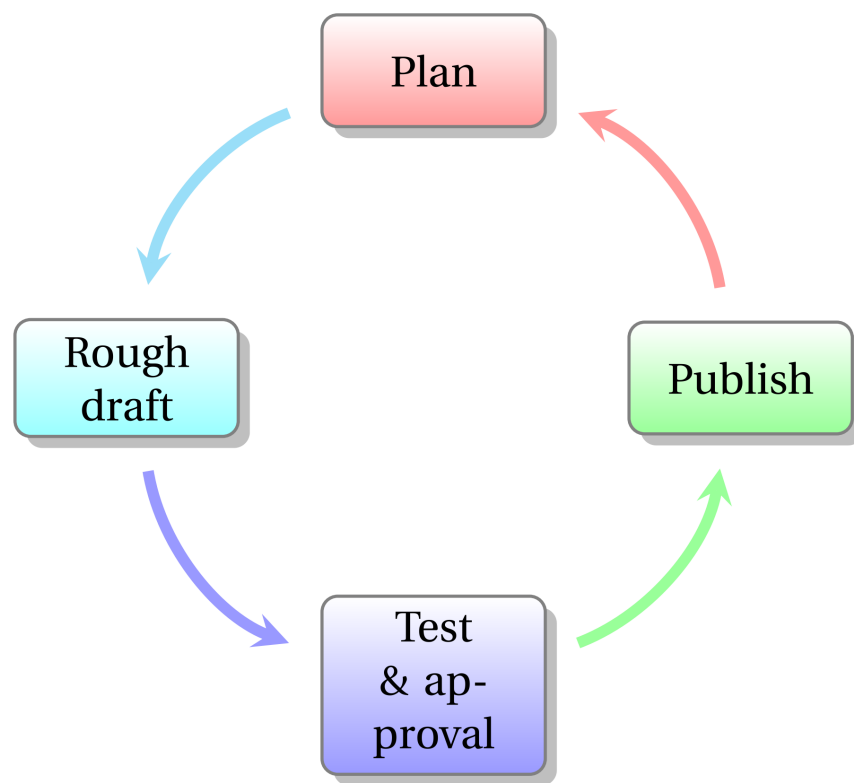 Plan
Rough
draft
Publish
Test
& ap-
proval